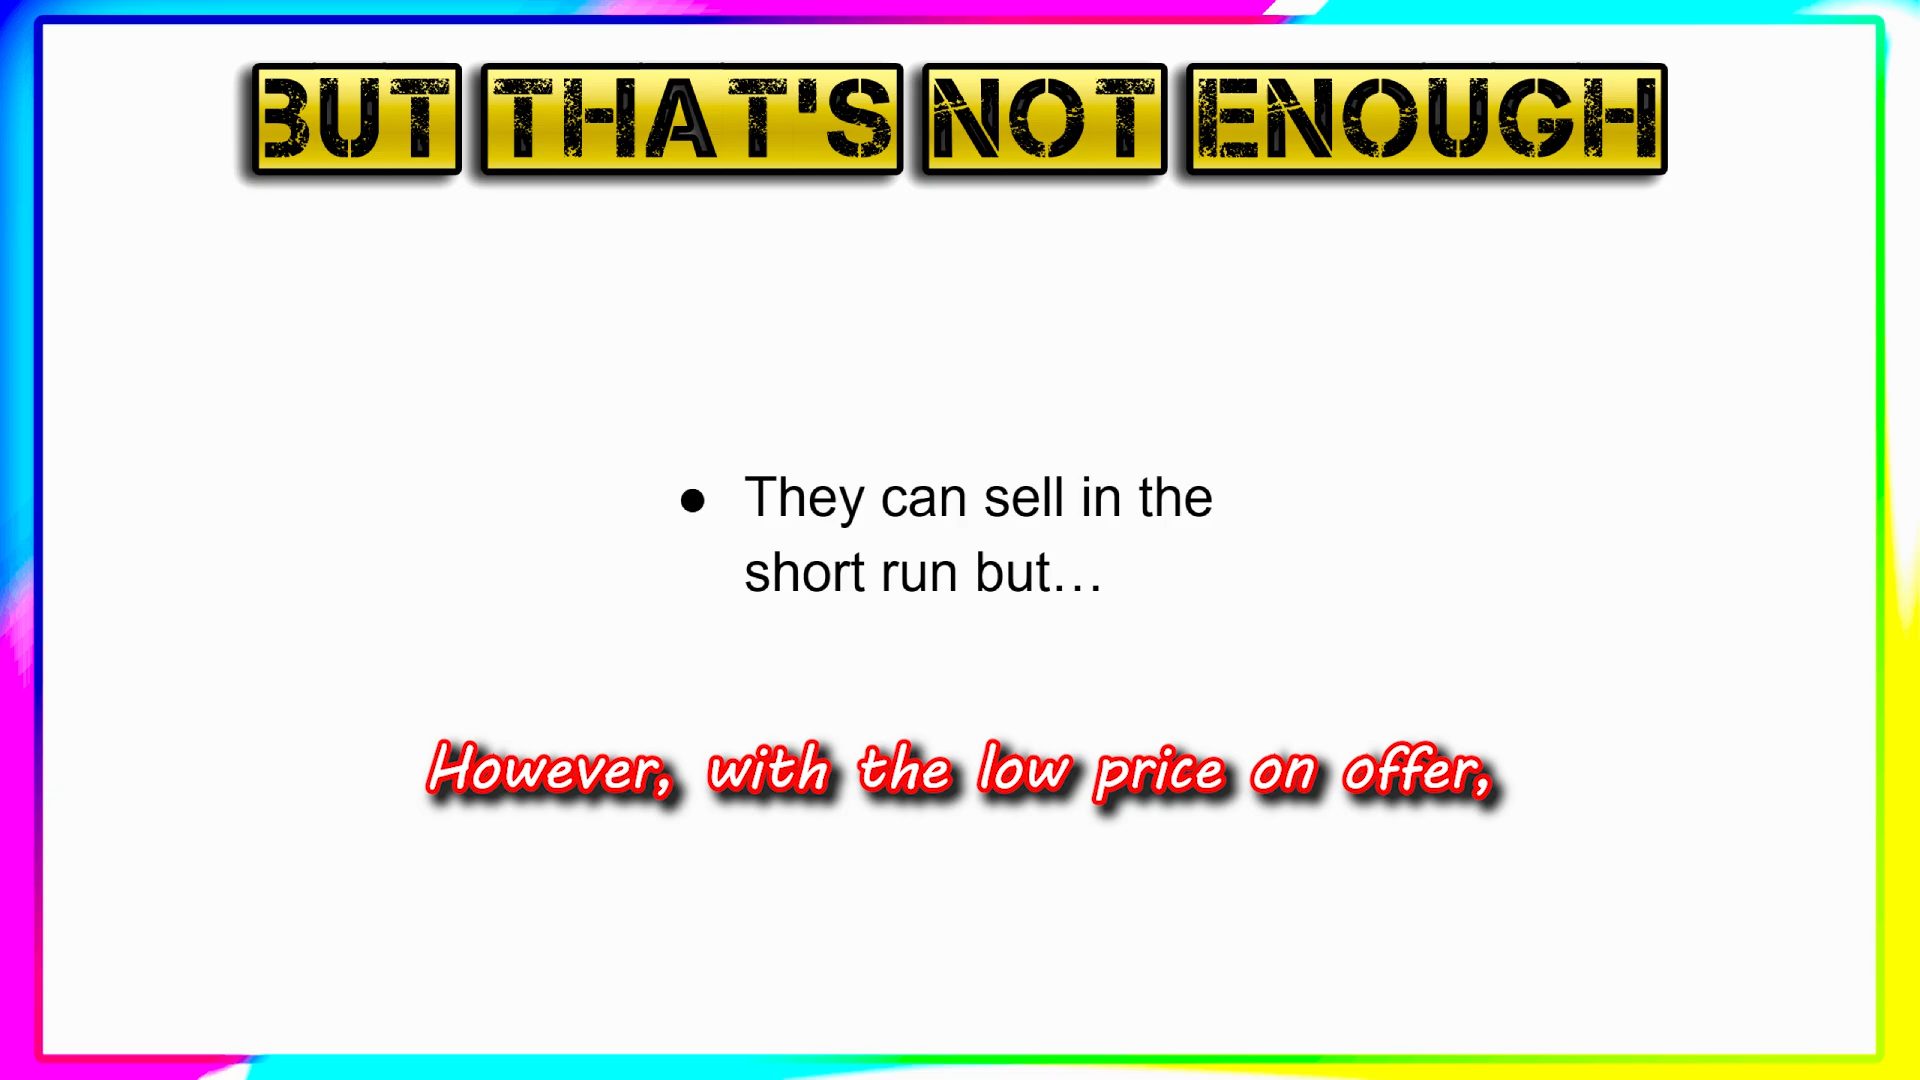 BUT THAT'S NOT ENOUGH
● They can sell in the
short run but…
However, with the low price on offer,